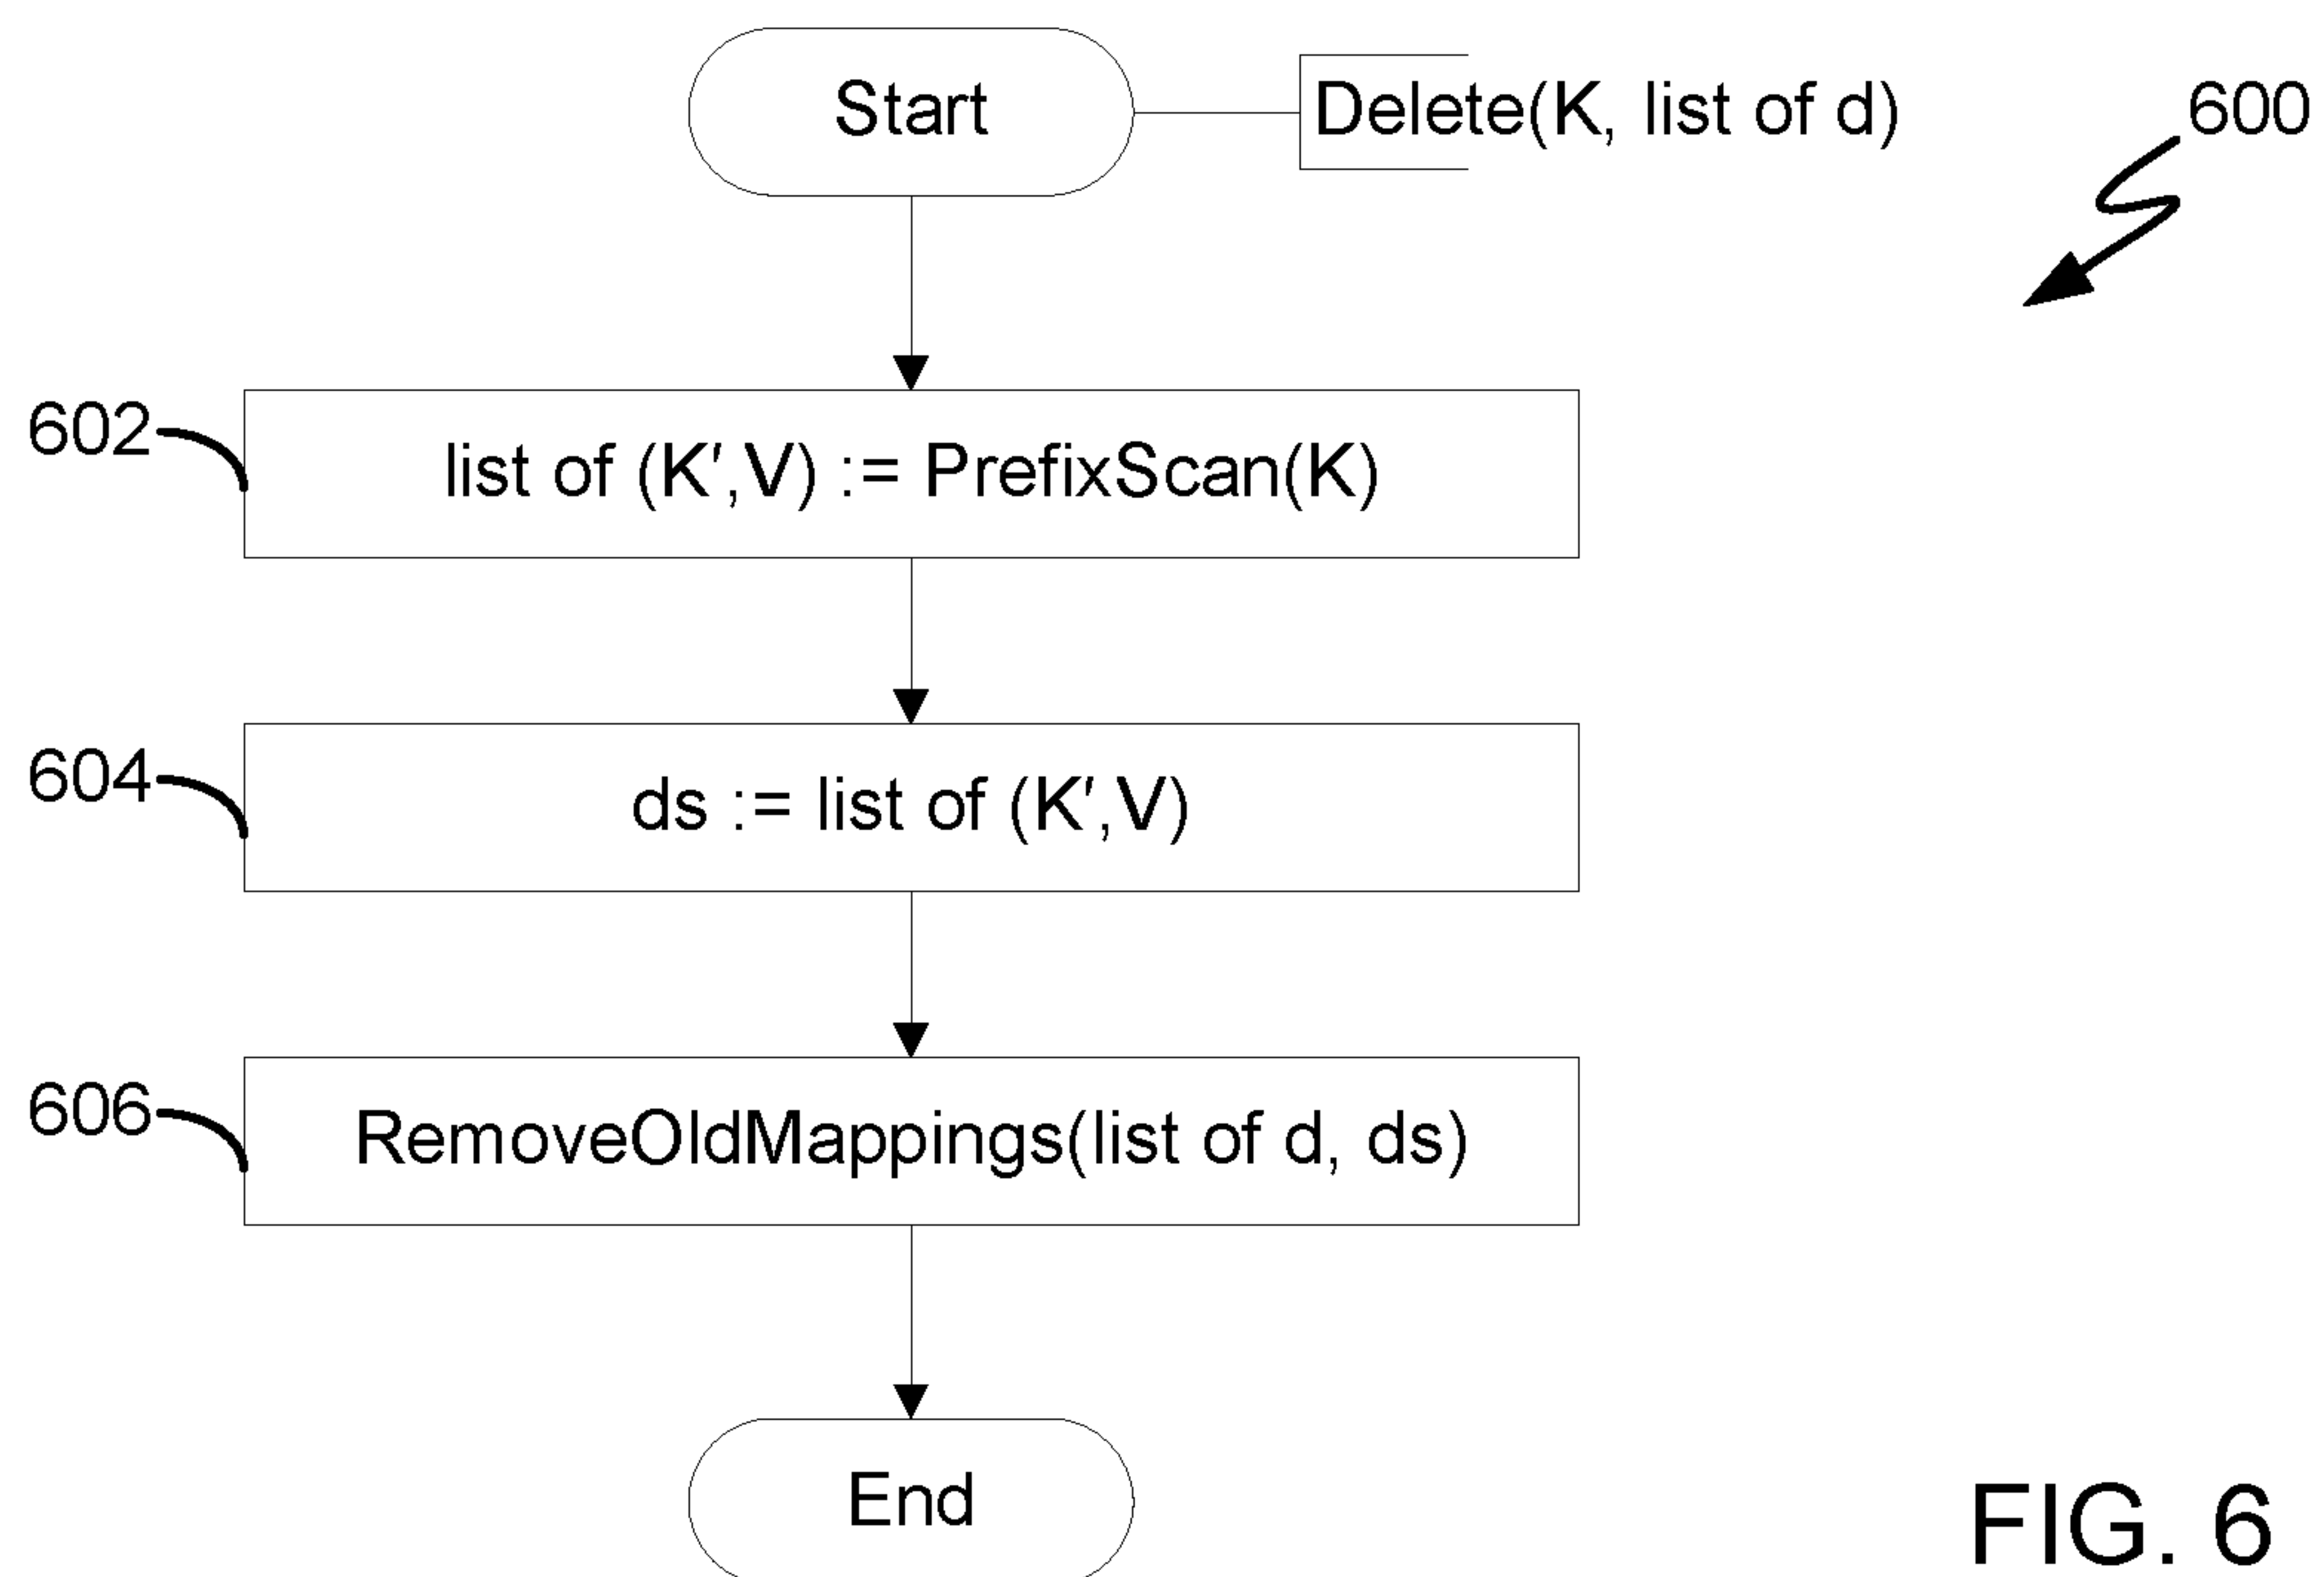 Start
Delete(K, list of d)
600
602
list of (K',V) := PrefixScan(K)
604
ds := list of (K',V)
606
RemoveOldMappings(list of d, ds)
End
FIG. 6